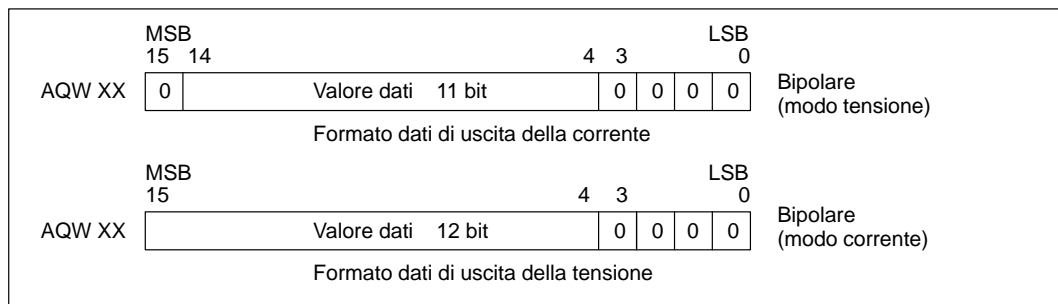 MSB LSB
15 14 4 3 0
AQW XX 0 Valore dati 11 bit 0 0 0 0 Bipolare
(modo tensione)
Formato dati di uscita della corrente
MSB LSB
15 4 3 0
AQW XX Valore dati 12 bit 0 0 0 0 Bipolare
(modo corrente)
Formato dati di uscita della tensione